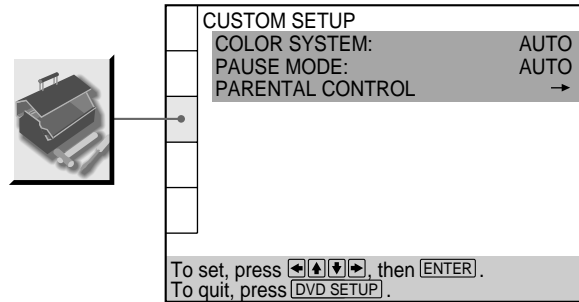 CUSTOM SETUP
COLOR SYSTEM: AUTO
PAUSE MODE: AUTO
PARENTAL CONTROL →
To set, press ←↑↓→, then ENTER.
To quit, press DVD SETUP.